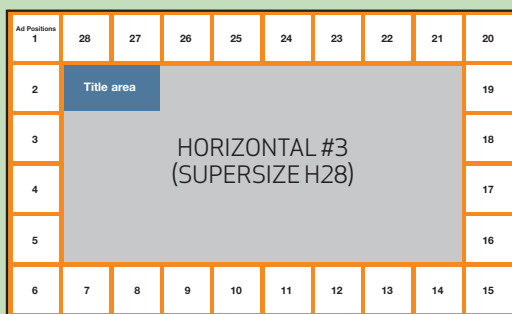 Ad Positions
1 28 27 26 25 24 23 22 21 20
2 Title area 19
3 18
HORIZONTAL #3
(SUPERSIZE H28)
4 17
5 16
6 7 8 9 10 11 12 13 14 15